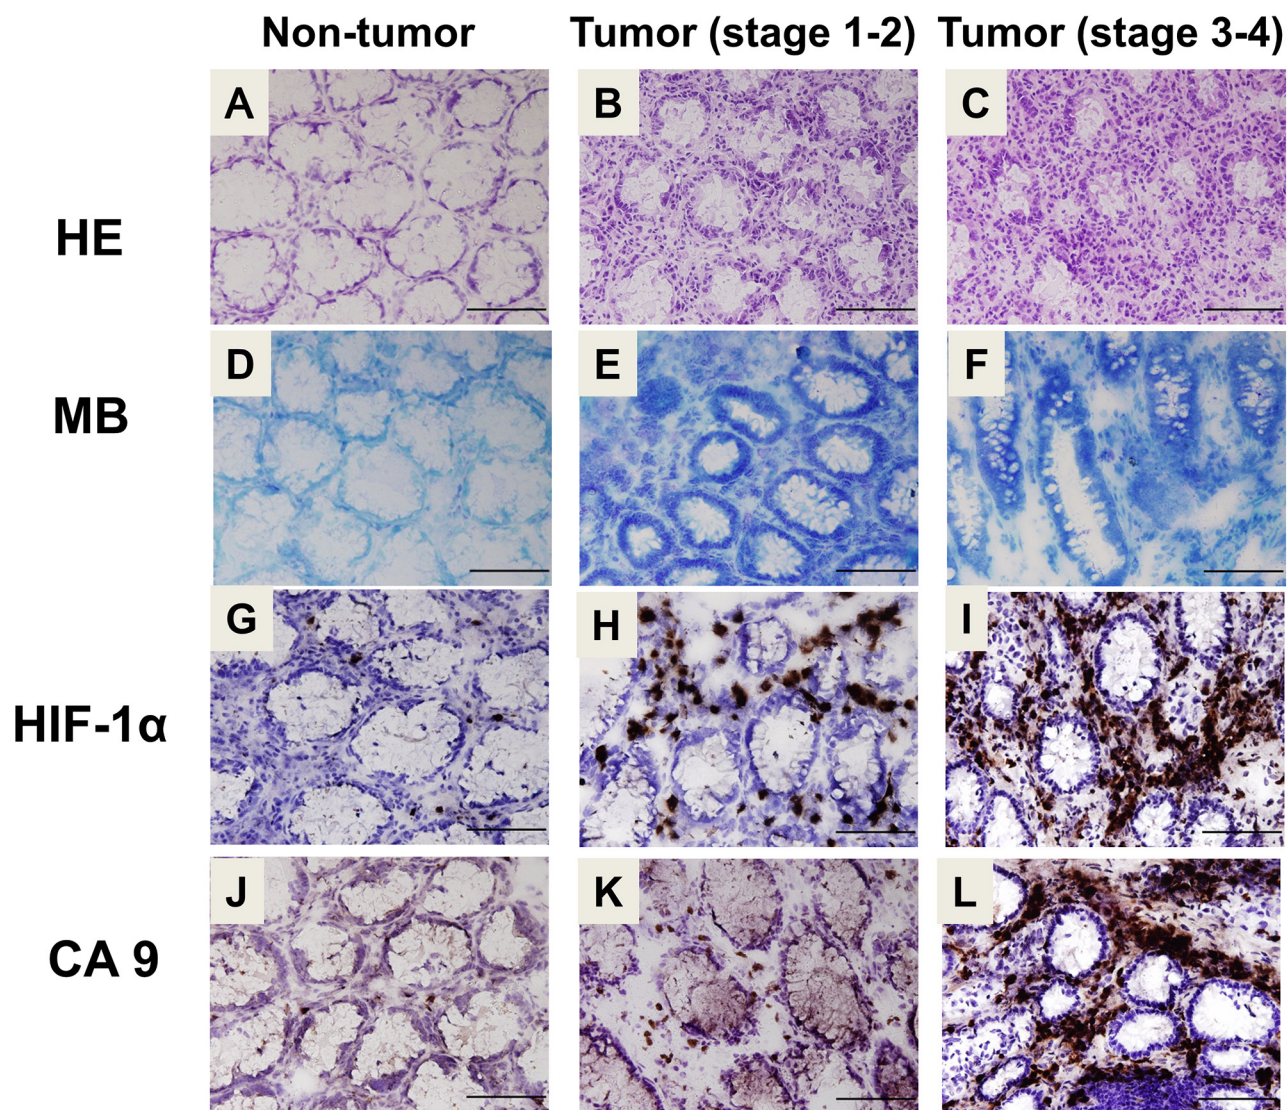 Non-tumor Tumor (stage 1-2) Tumor (stage 3-4)
HE A B C
MB D E F
HIF-1α G H I
CA 9 J K L